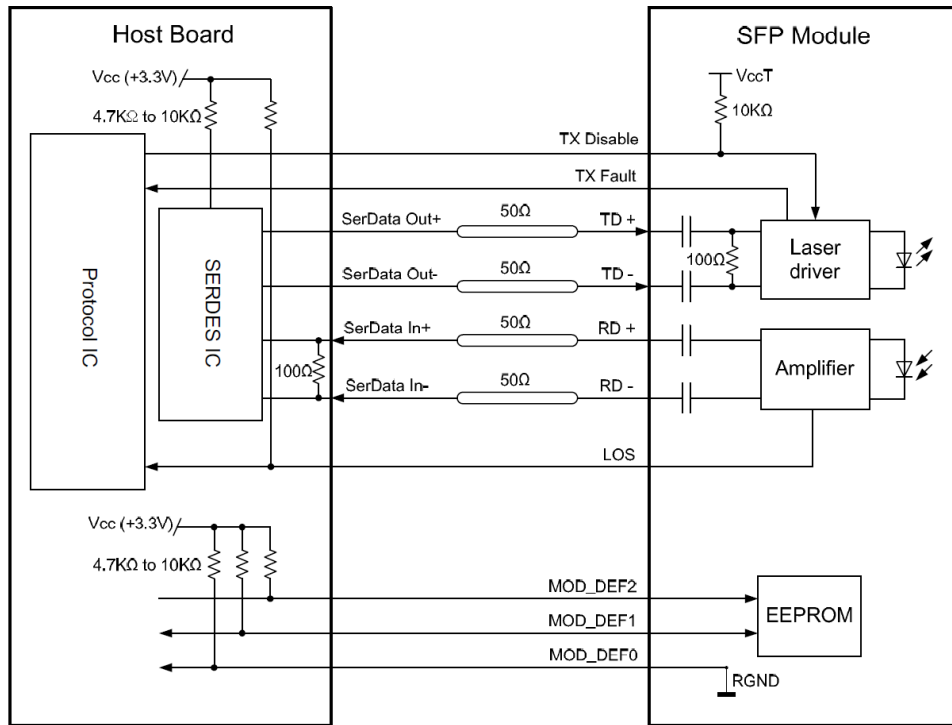 Host Board
SFP Module
Vcc (+3.3V)
4.7KΩ to 10KΩ
VccT
10KΩ
TX Disable
TX Fault
Protocol IC
SERDES IC
SerData Out+
50Ω
TD +
SerData Out-
50Ω
TD -
100Ω
Laser
driver
SerData In+
50Ω
RD +
100Ω
SerData In-
50Ω
RD -
Amplifier
LOS
Vcc (+3.3V)
4.7KΩ to 10KΩ
MOD_DEF2
MOD_DEF1
MOD_DEF0
EEPROM
RGND